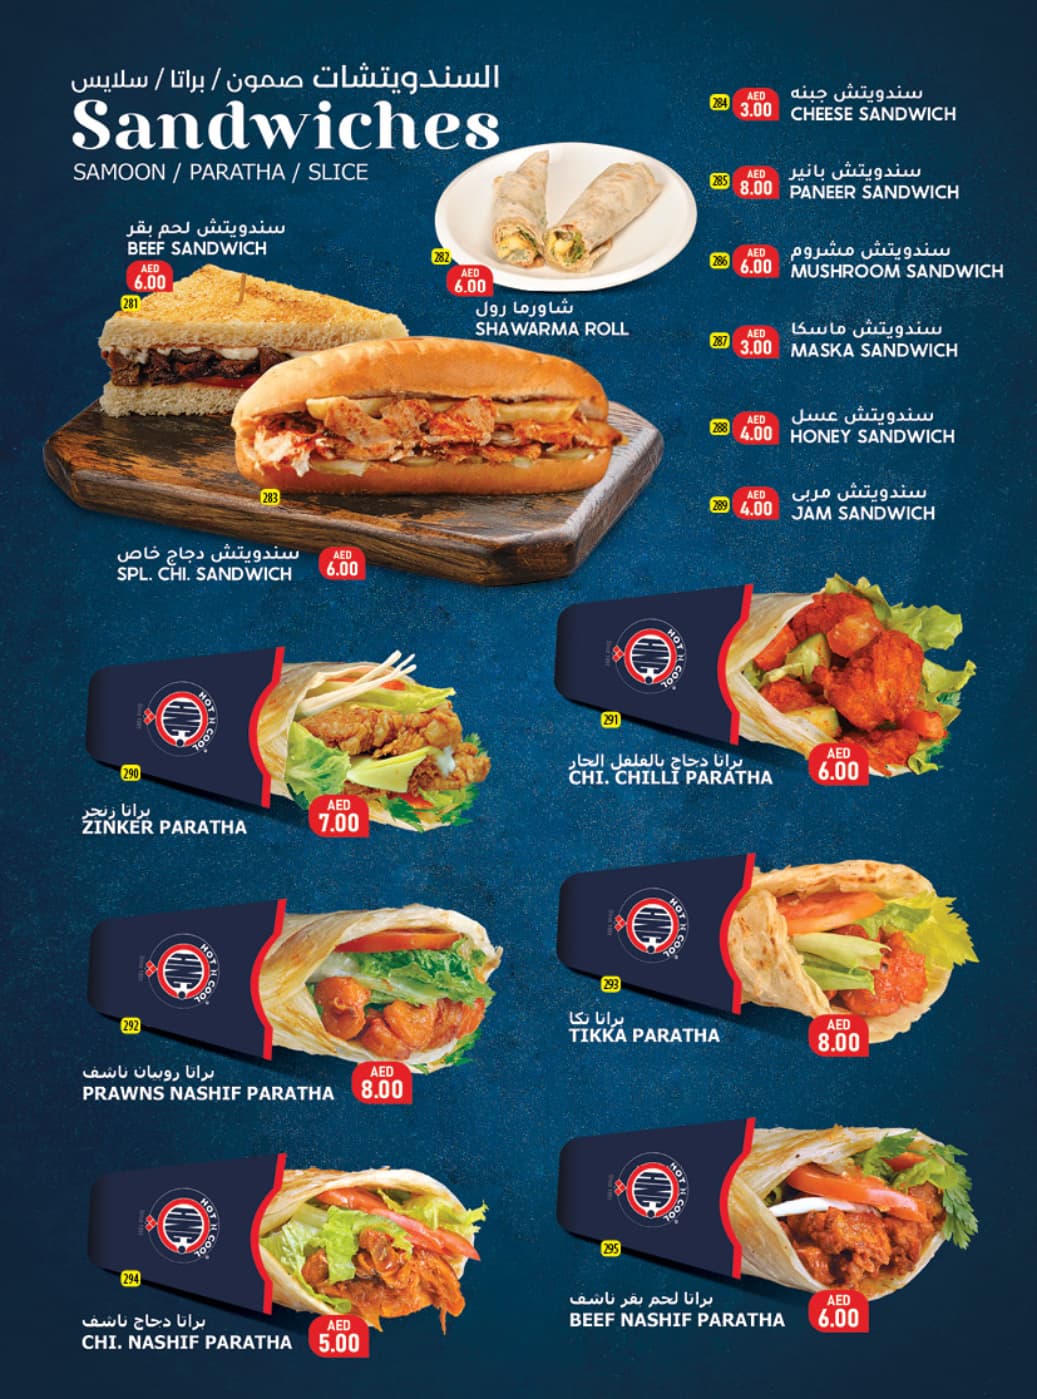 السندويتشات صمون / براتا / سلايس
Sandwiches
SAMOON / PARATHA / SLICE
سندويتش لحم بقر
BEEF SANDWICH
AED
6.00
281
282
AED
6.00
شاورما رول
SHAWARMA ROLL
283
سندويتش دجاج خاص
SPL. CHI. SANDWICH
AED
6.00
284
AED
3.00
سندويتش جبنه
CHEESE SANDWICH
285
AED
8.00
سندويتش بانير
PANEER SANDWICH
286
AED
6.00
سندويتش مشروم
MUSHROOM SANDWICH
287
AED
3.00
سندويتش ماسكا
MASKA SANDWICH
288
AED
4.00
سندويتش عسل
HONEY SANDWICH
289
AED
4.00
سندويتش مربى
JAM SANDWICH
HNC
HOT N COOL
290
براتا زنجر
ZINKER PARATHA
AED
7.00
HNC
HOT N COOL
291
براتا دجاج بالفلفل الحار
CHI. CHILLI PARATHA
AED
6.00
HNC
HOT N COOL
292
براتا روبيان ناشف
PRAWNS NASHIF PARATHA
AED
8.00
HNC
HOT N COOL
293
براتا تكا
TIKKA PARATHA
AED
8.00
HNC
HOT N COOL
294
براتا دجاج ناشف
CHI. NASHIF PARATHA
AED
5.00
HNC
HOT N COOL
295
براتا لحم بقر ناشف
BEEF NASHIF PARATHA
AED
6.00